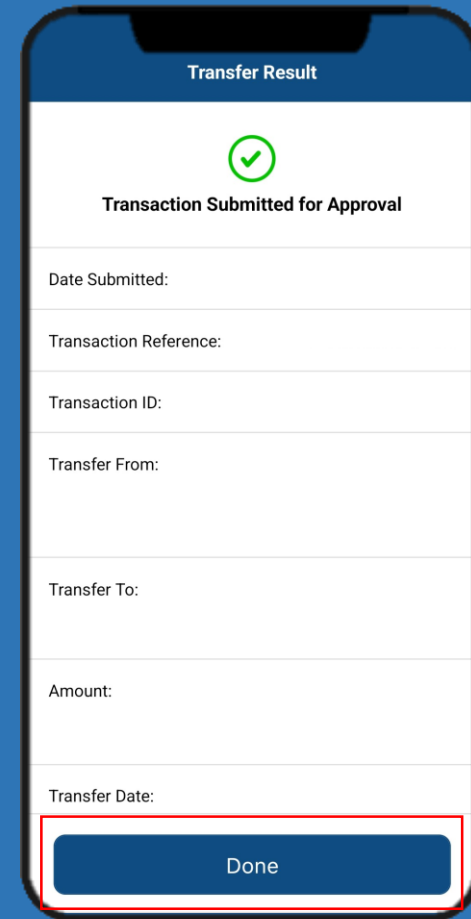 Transfer Result
Transaction Submitted for Approval
Date Submitted:
Transaction Reference:
Transaction ID:
Transfer From:
Transfer To:
Amount:
Transfer Date:
Done